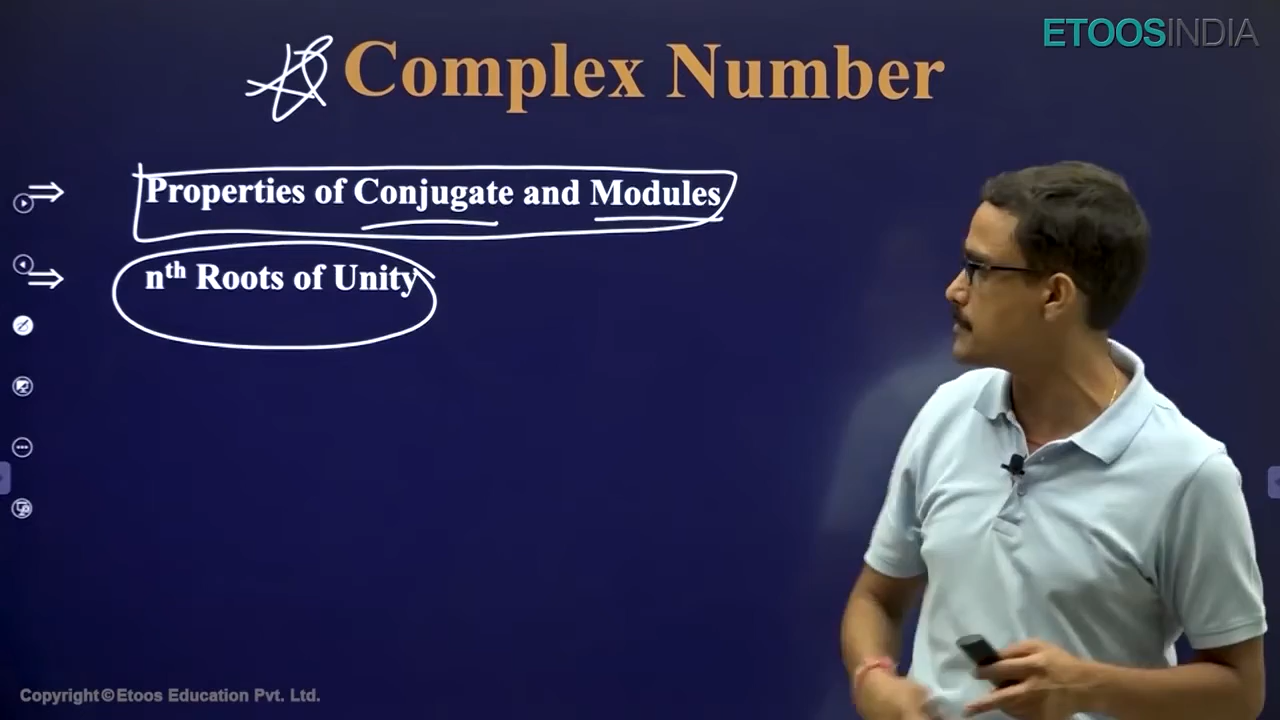 ETOOSINDIA
Complex Number
⇒ Properties of Conjugate and Modules
⇒ nth Roots of Unity
Copyright © Etoos Education Pvt. Ltd.